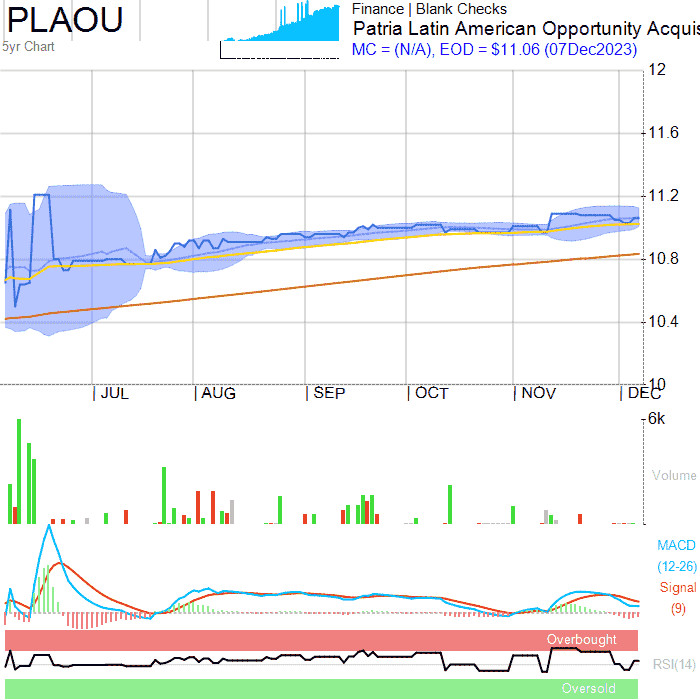 PLAOU
Finance | Blank Checks
Patria Latin American Opportunity Acquis
5yr Chart
MC = (N/A), EOD = $11.06 (07Dec2023)
12
11.6
11.2
10.8
10.4
10
JUL AUG SEP OCT NOV DEC
6k
Volume
MACD
(12-26)
Signal
(9)
Overbought
RSI(14)
Oversold